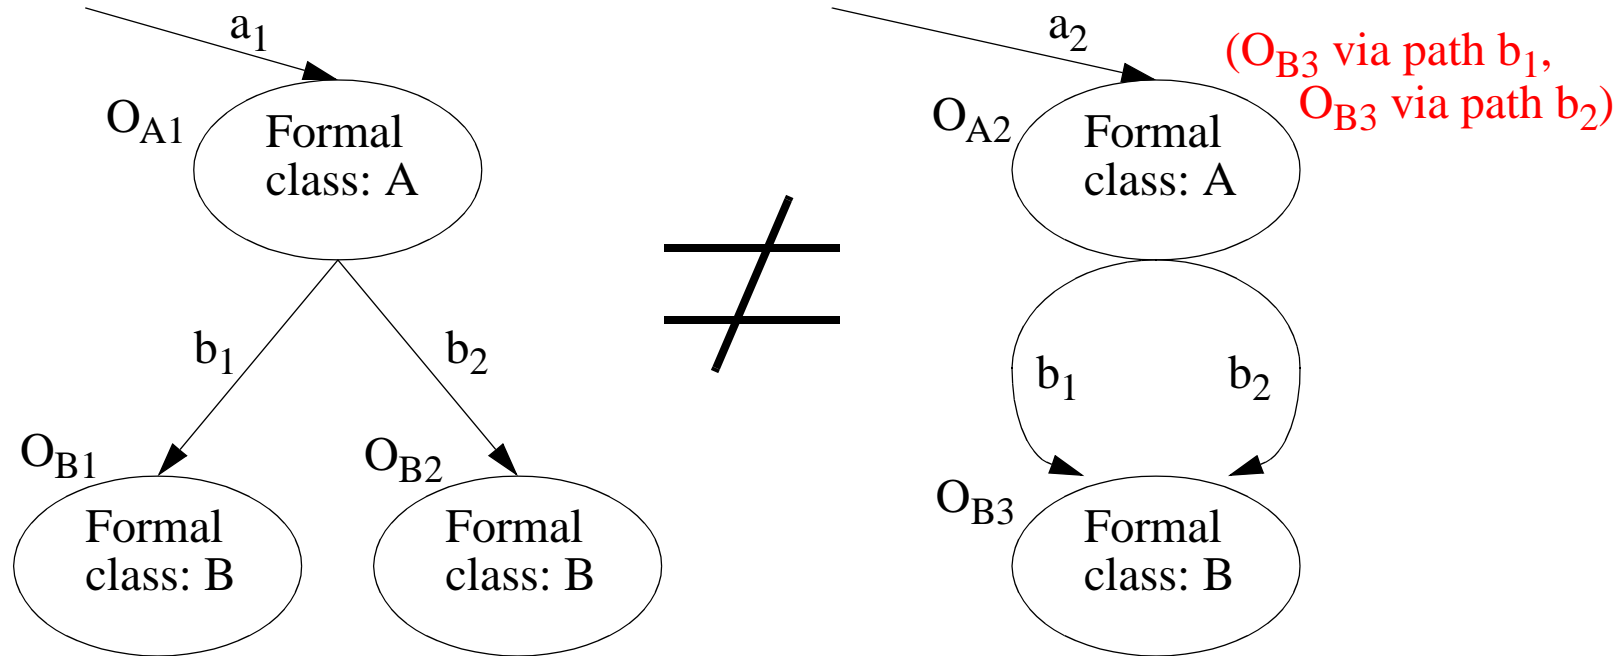 a1
OA1
Formal
class: A
b1
b2
OB1
Formal
class: B
OB2
Formal
class: B
≠
a2
(OB3 via path b1,
OB3 via path b2)
OA2
Formal
class: A
b1
b2
OB3
Formal
class: B